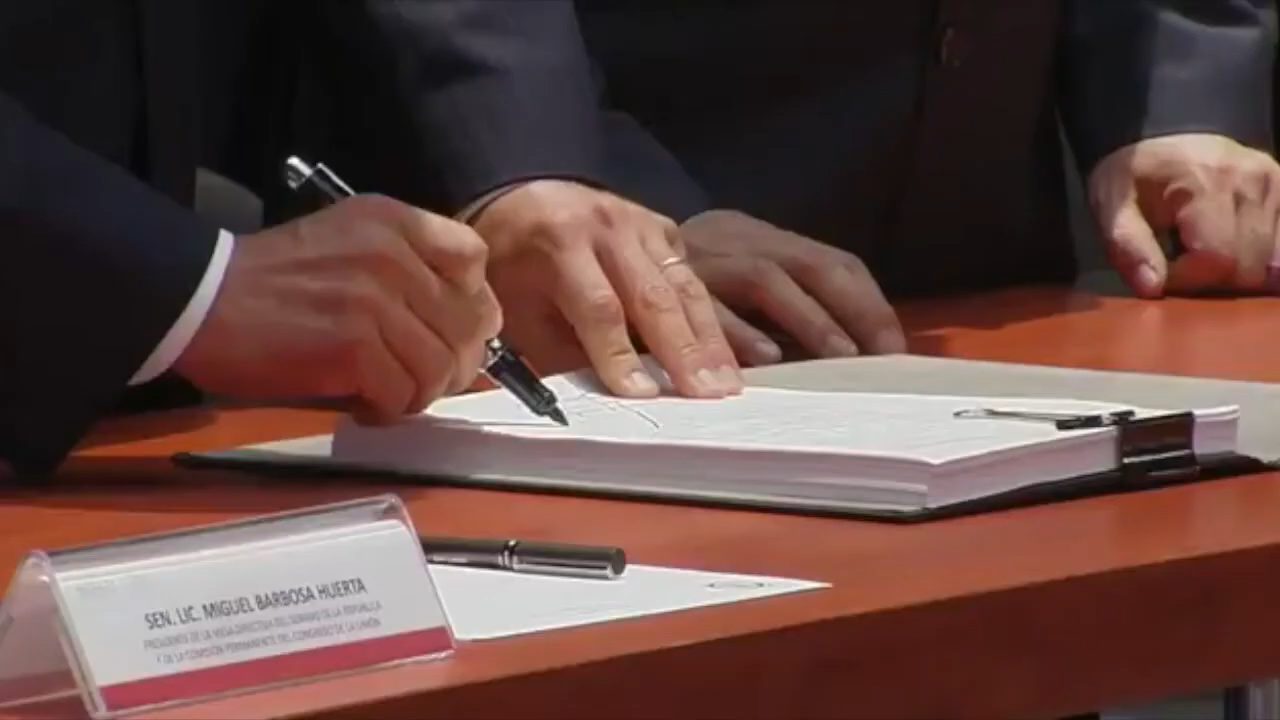 SEN. LIC. MIGUEL BARBOSA HUERTA
PRESIDENTE DE LA MESA DIRECTIVA DEL SENADO DE LA REPÚBLICA
Y DE LA COMISIÓN PERMANENTE DEL CONGRESO DE LA UNIÓN